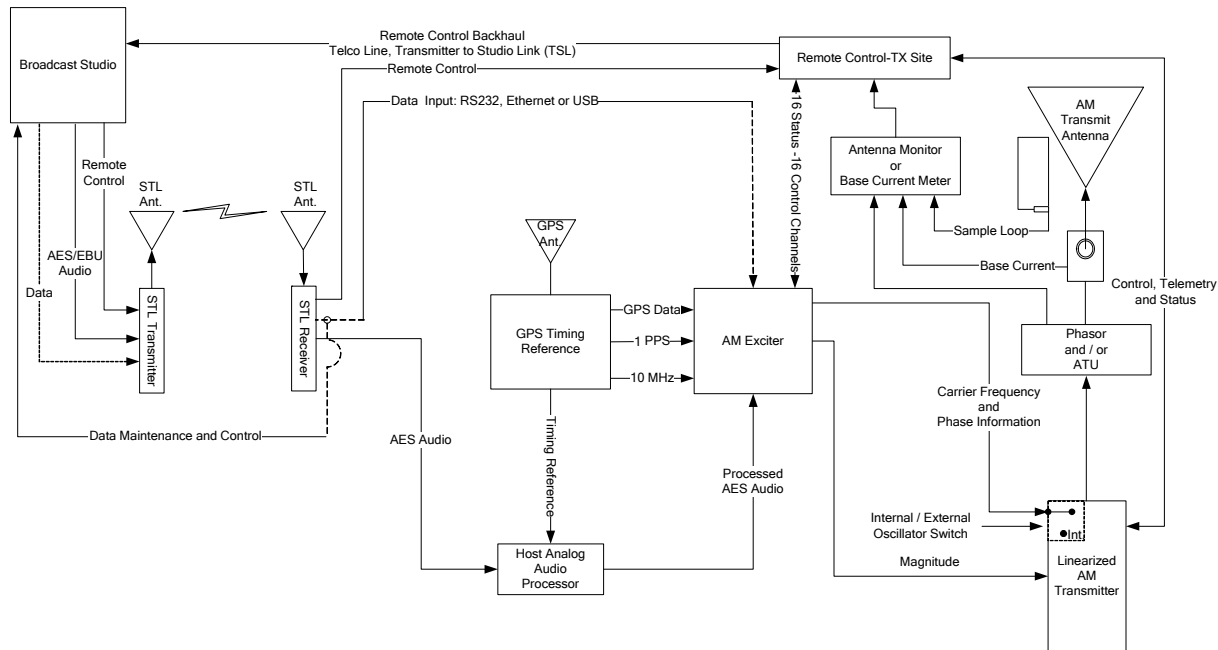 Remote Control Backhaul
Telco Line, Transmitter to Studio Link (TSL)
Broadcast Studio
Remote Control-TX Site
Remote Control
Data Input: RS232, Ethernet or USB
16 Status -16 Control Channels
AM
Transmit
Antenna
Antenna Monitor
or
Base Current Meter
Remote
Control
STL
Ant.
STL
Ant.
GPS
Ant.
Sample Loop
AES/EBU
Audio
Base Current
Data
Control, Telemetry
and Status
STL Transmitter
STL Receiver
GPS Timing
Reference
GPS Data
1 PPS
10 MHz
AM Exciter
Phasor
and / or
ATU
Carrier Frequency
and
Phase Information
Data Maintenance and Control
AES Audio
Timing Reference
Processed
AES Audio
Internal / External
Oscillator Switch
Int
Host Analog
Audio
Processor
Magnitude
Linearized
AM
Transmitter